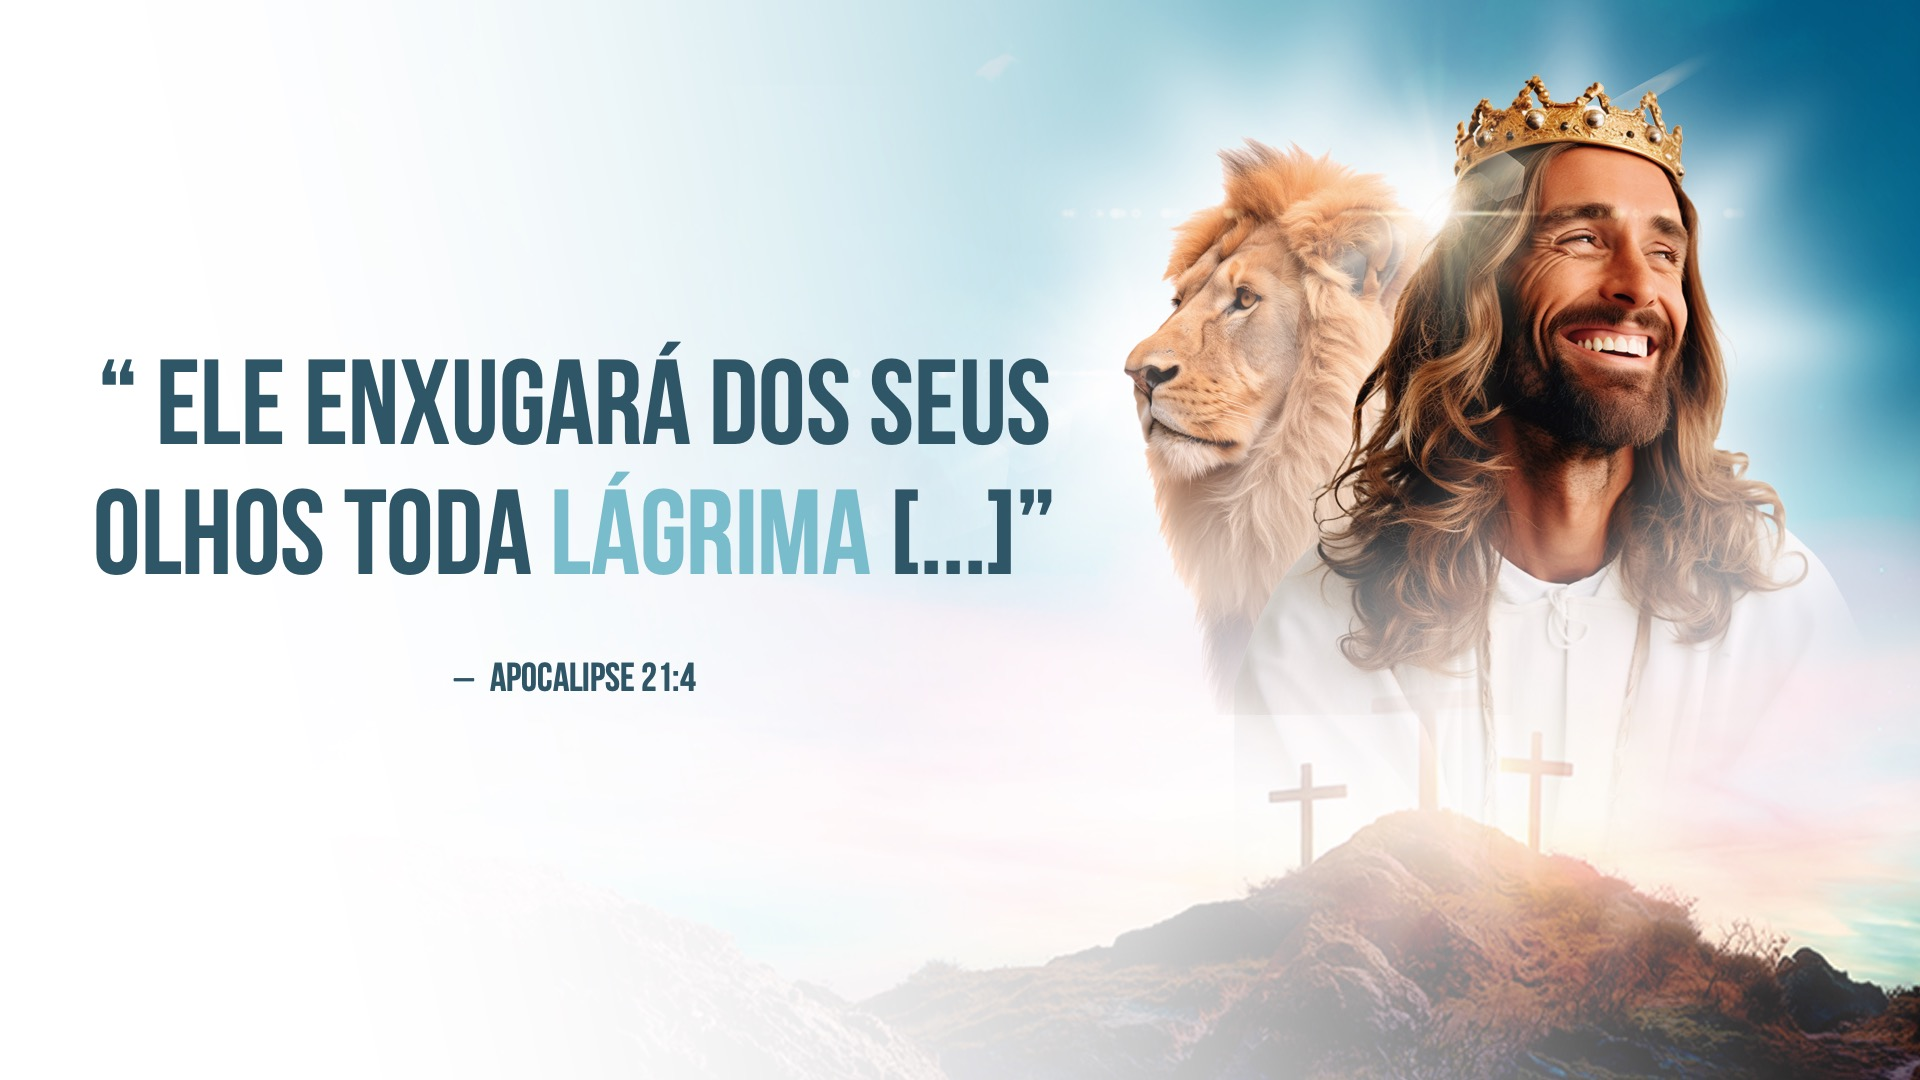 “ ELE ENXUGARÁ DOS SEUS
OLHOS TODA LÁGRIMA [...]”
– APOCALIPSE 21:4